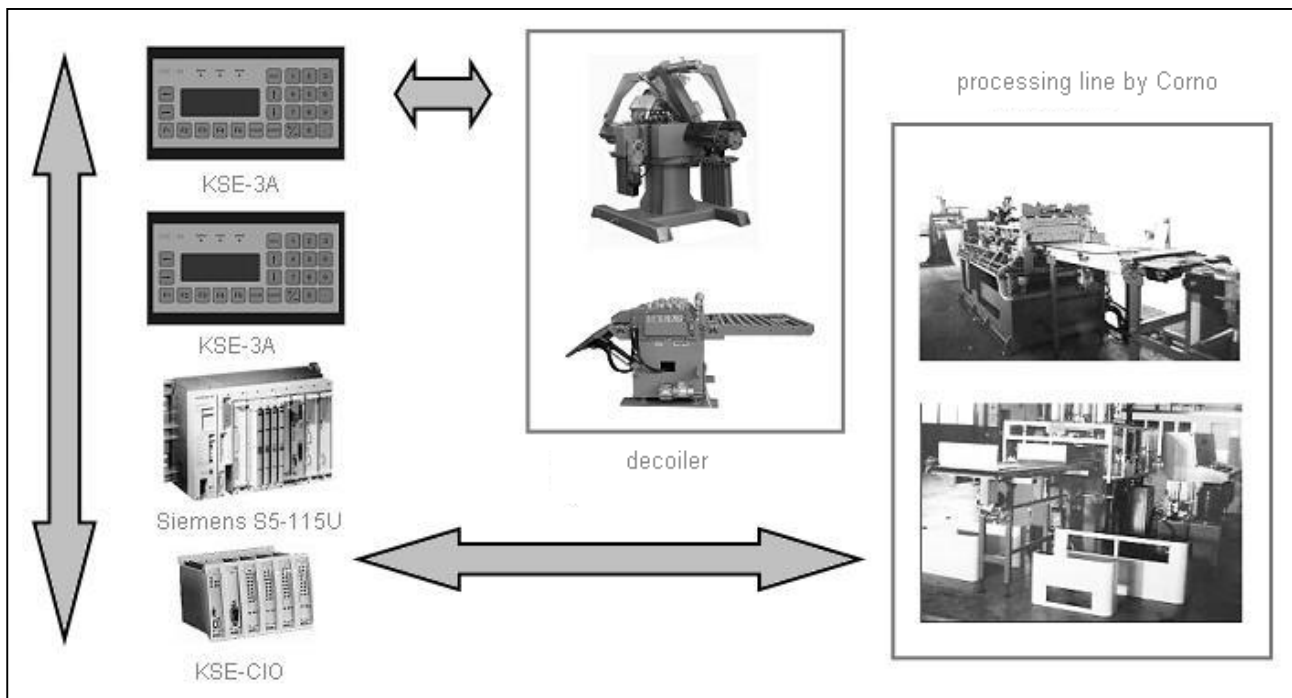 processing line by Corno
KSE-3A
KSE-3A
decoiler
Siemens S5-115U
KSE-CIO